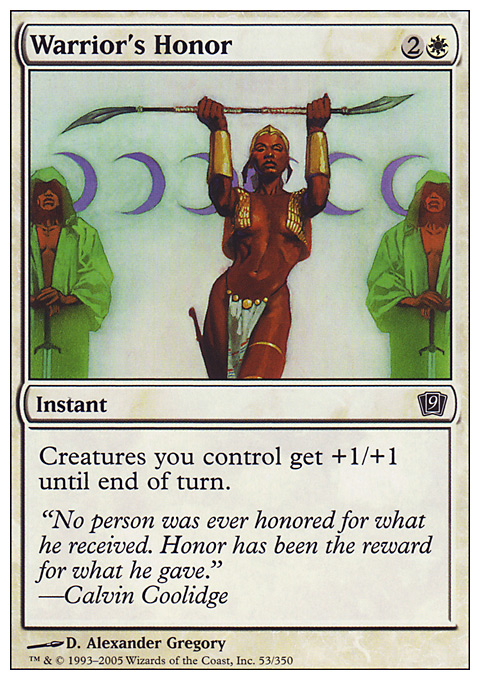 Warrior's Honor 2
Instant 9
Creatures you control get +1/+1
until end of turn.
“No person was ever honored for what
he received. Honor has been the reward
for what he gave.”
—Calvin Coolidge
D. Alexander Gregory
™ & © 1993–2005 Wizards of the Coast, Inc. 53/350